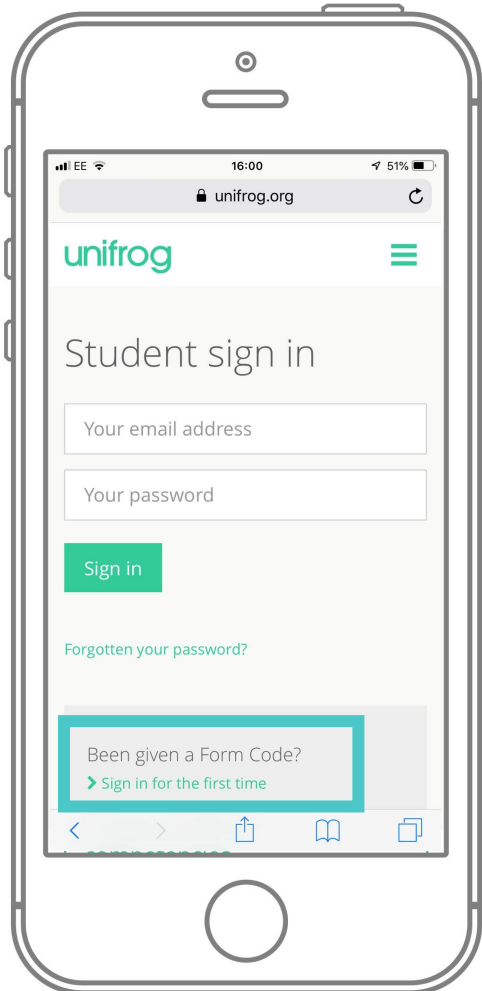 EE 16:00 51%
unifrog.org
unifrog
Student sign in
Your email address
Your password
Sign in
Forgotten your password?
Been given a Form Code?
Sign in for the first time